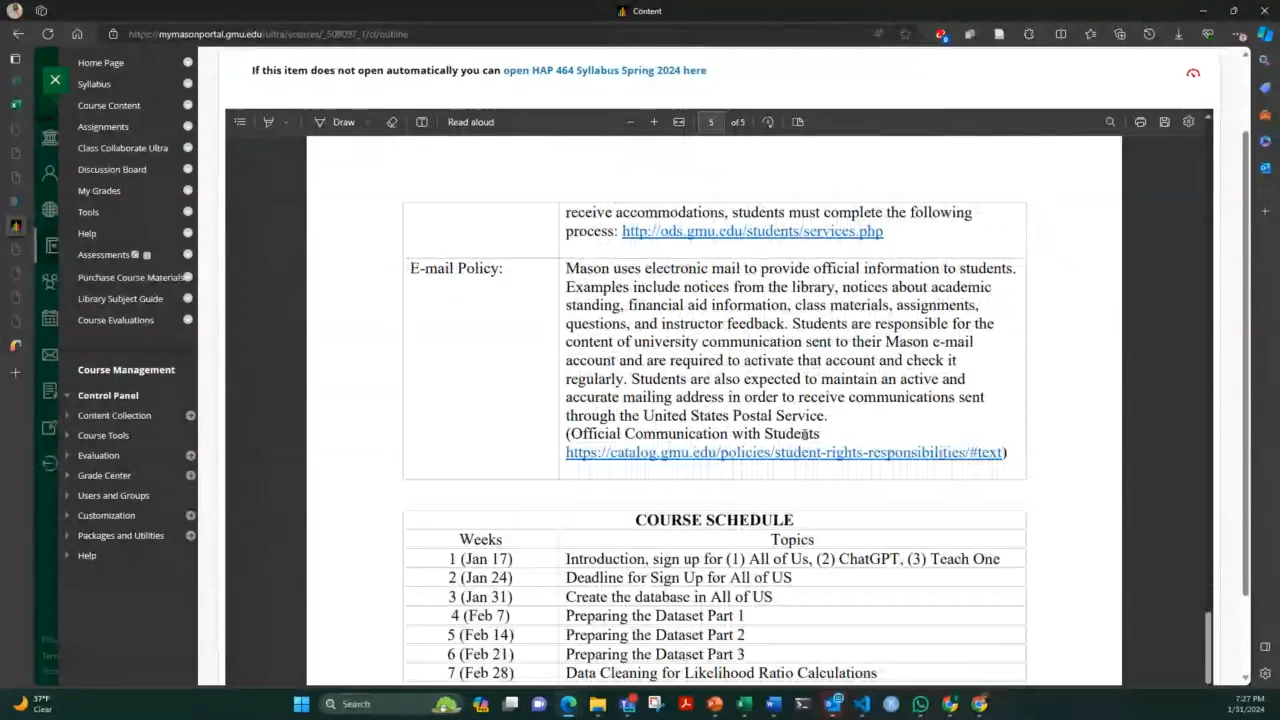 Content
https://mymasonportal.gmu.edu/ultra/courses/_508097_1/cl/outline
Home Page
Syllabus
Course Content
Assignments
Class Collaborate Ultra
Discussion Board
My Grades
Tools
Help
Assessments
Purchase Course Materials
Library Subject Guide
Course Evaluations
Course Management
Control Panel
Content Collection
Course Tools
Evaluation
Grade Center
Users and Groups
Customization
Packages and Utilities
Help
If this item does not open automatically you can open HAP 464 Syllabus Spring 2024 here
Draw
Read aloud
5 of 5
receive accommodations, students must complete the following
process: http://ods.gmu.edu/students/services.php
E-mail Policy:
Mason uses electronic mail to provide official information to students.
Examples include notices from the library, notices about academic
standing, financial aid information, class materials, assignments,
questions, and instructor feedback. Students are responsible for the
content of university communication sent to their Mason e-mail
account and are required to activate that account and check it
regularly. Students are also expected to maintain an active and
accurate mailing address in order to receive communications sent
through the United States Postal Service.
(Official Communication with Students
https://catalog.gmu.edu/policies/student-rights-responsibilities/#text)
COURSE SCHEDULE
Weeks Topics
1 (Jan 17) Introduction, sign up for (1) All of Us, (2) ChatGPT, (3) Teach One
2 (Jan 24) Deadline for Sign Up for All of US
3 (Jan 31) Create the database in All of US
4 (Feb 7) Preparing the Dataset Part 1
5 (Feb 14) Preparing the Dataset Part 2
6 (Feb 21) Preparing the Dataset Part 3
7 (Feb 28) Data Cleaning for Likelihood Ratio Calculations
37°F
Clear
Search
7:27 PM
1/31/2024